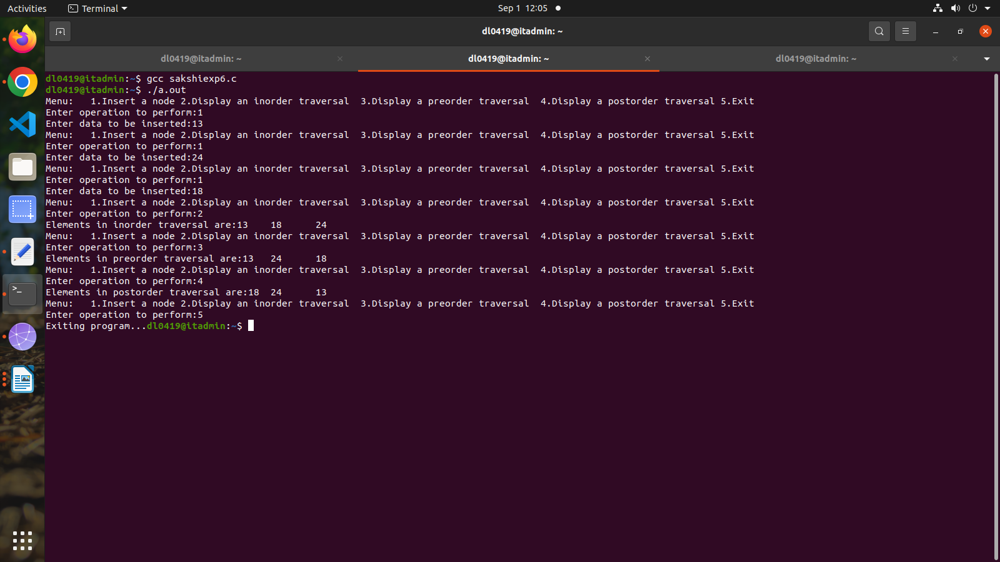 Activities Terminal Sep 1 12:05
dl0419@itadmin: ~
dl0419@itadmin: ~ dl0419@itadmin: ~ dl0419@itadmin: ~
dl0419@itadmin:~$ gcc sakshiexp6.c
dl0419@itadmin:~$ ./a.out
Menu:   1.Insert a node 2.Display an inorder traversal  3.Display a preorder traversal  4.Display a postorder traversal 5.Exit
Enter operation to perform:1
Enter data to be inserted:13
Menu:   1.Insert a node 2.Display an inorder traversal  3.Display a preorder traversal  4.Display a postorder traversal 5.Exit
Enter operation to perform:1
Enter data to be inserted:24
Menu:   1.Insert a node 2.Display an inorder traversal  3.Display a preorder traversal  4.Display a postorder traversal 5.Exit
Enter operation to perform:1
Enter data to be inserted:18
Menu:   1.Insert a node 2.Display an inorder traversal  3.Display a preorder traversal  4.Display a postorder traversal 5.Exit
Enter operation to perform:2
Elements in inorder traversal are:13    18      24
Menu:   1.Insert a node 2.Display an inorder traversal  3.Display a preorder traversal  4.Display a postorder traversal 5.Exit
Enter operation to perform:3
Elements in preorder traversal are:13   24      18
Menu:   1.Insert a node 2.Display an inorder traversal  3.Display a preorder traversal  4.Display a postorder traversal 5.Exit
Enter operation to perform:4
Elements in postorder traversal are:18  24      13
Menu:   1.Insert a node 2.Display an inorder traversal  3.Display a preorder traversal  4.Display a postorder traversal 5.Exit
Enter operation to perform:5
Exiting program...dl0419@itadmin:~$